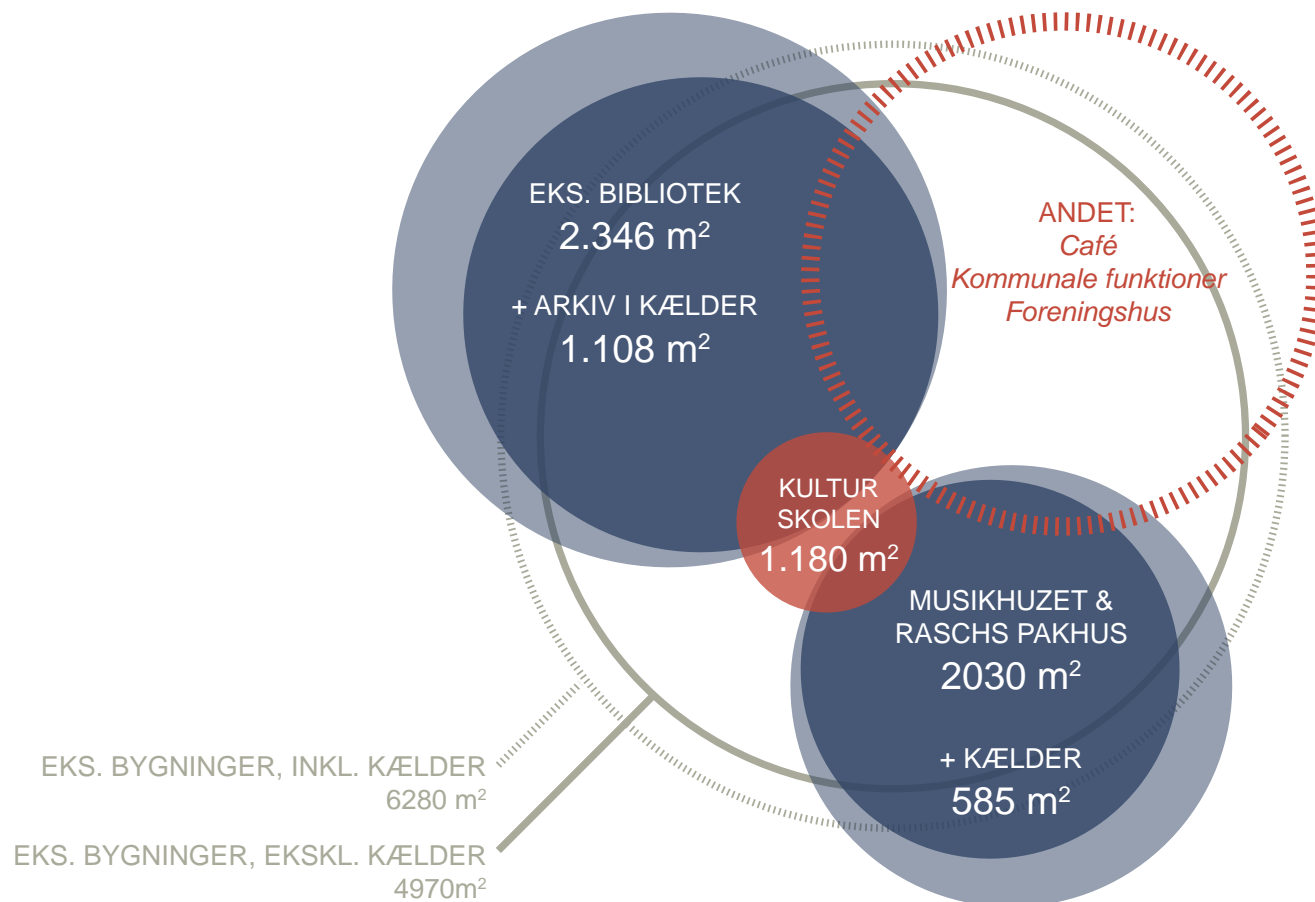 EKS. BIBLIOTEK
2.346 m²
+ ARKIV I KÆLDER
1.108 m²
ANDET:
Café
Kommunale funktioner
Foreningshus
KULTUR
SKOLEN
1.180 m²
MUSIKHUZET &
RASCHS PAKHUS
2030 m²
+ KÆLDER
585 m²
EKS. BYGNINGER, INKL. KÆLDER
6280 m²
EKS. BYGNINGER, EKSKL. KÆLDER
4970m²